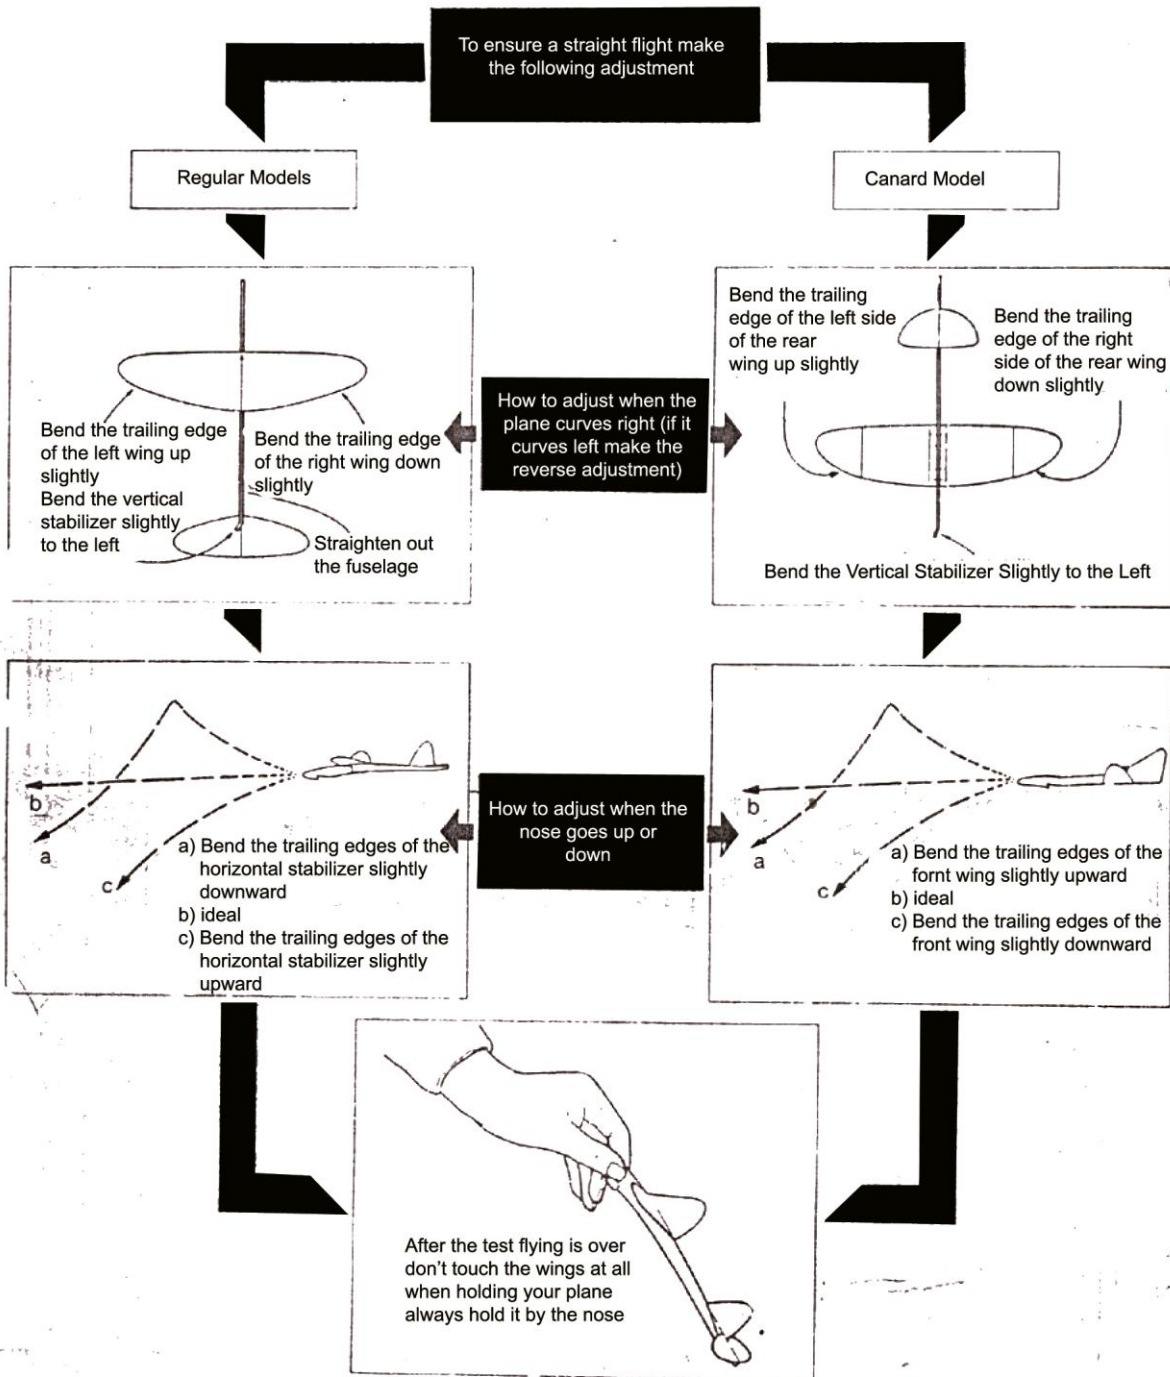 To ensure a straight flight make
the following adjustment
Regular Models
Canard Model
Bend the trailing edge
of the left wing up
slightly
Bend the vertical
stabilizer slightly
to the left
Bend the trailing edge
of the right wing down
slightly
Straighten out
the fuselage
How to adjust when the
plane curves right (if it
curves left make the
reverse adjustment)
Bend the trailing
edge of the left side
of the rear
wing up slightly
Bend the trailing
edge of the right
side of the rear wing
down slightly
Bend the Vertical Stabilizer Slightly to the Left
b
a
c
a) Bend the trailing edges of the
horizontal stabilizer slightly
downward
b) ideal
c) Bend the trailing edges of the
horizontal stabilizer slightly
upward
How to adjust when the
nose goes up or
down
b
a
c
a) Bend the trailing edges of the
fornt wing slightly upward
b) ideal
c) Bend the trailing edges of the
front wing slightly downward
After the test flying is over
don't touch the wings at all
when holding your plane
always hold it by the nose